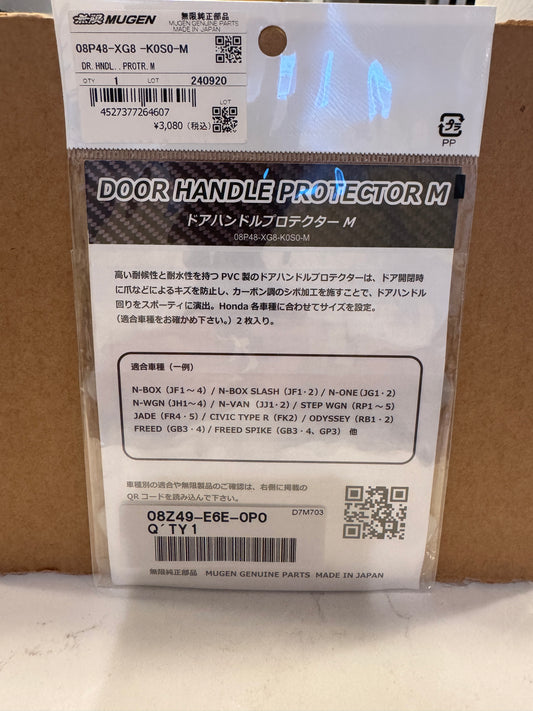 無限 MUGEN 無限純正部品
MUGEN GENUINE PARTS
MADE IN JAPAN
08P48-XG8 -K0S0-M
DR.HNDL..PROTR.M
QTY 1 LOT 240920
LOT
4527377264607
¥3,080 (税込)
プラ
PP
DOOR HANDLE PROTECTOR M
ドアハンドルプロテクター M
08P48-XG8-K0S0-M
高い耐候性と耐水性を持つ PVC 製のドアハンドルプロテクターは、ドア開閉時
に爪などによるキズを防止し、カーボン調のシボ加工を施すことで、ドアハンドル
回りをスポーティに演出。Honda 各車種に合わせてサイズを設定。
(適合車種をお確かめ下さい。) 2 枚入り。
適合車種（一例）
N-BOX（JF1～4）/ N-BOX SLASH（JF1・2）/ N-ONE（JG1・2）
N-WGN（JH1～4）/ N-VAN（JJ1・2）/ STEP WGN（RP1～5）
JADE（FR4・5）/ CIVIC TYPE R（FK2）/ ODYSSEY（RB1・2）
FREED（GB3・4）/ FREED SPIKE（GB3・4、GP3） 他
車種別の適合や無限製品のご確認は、右側に掲載の
QR コードを読み込んで下さい。
08Z49-E6E-0P0
Q'TY1
D7M703
無限純正部品 MUGEN GENUINE PARTS MADE IN JAPAN